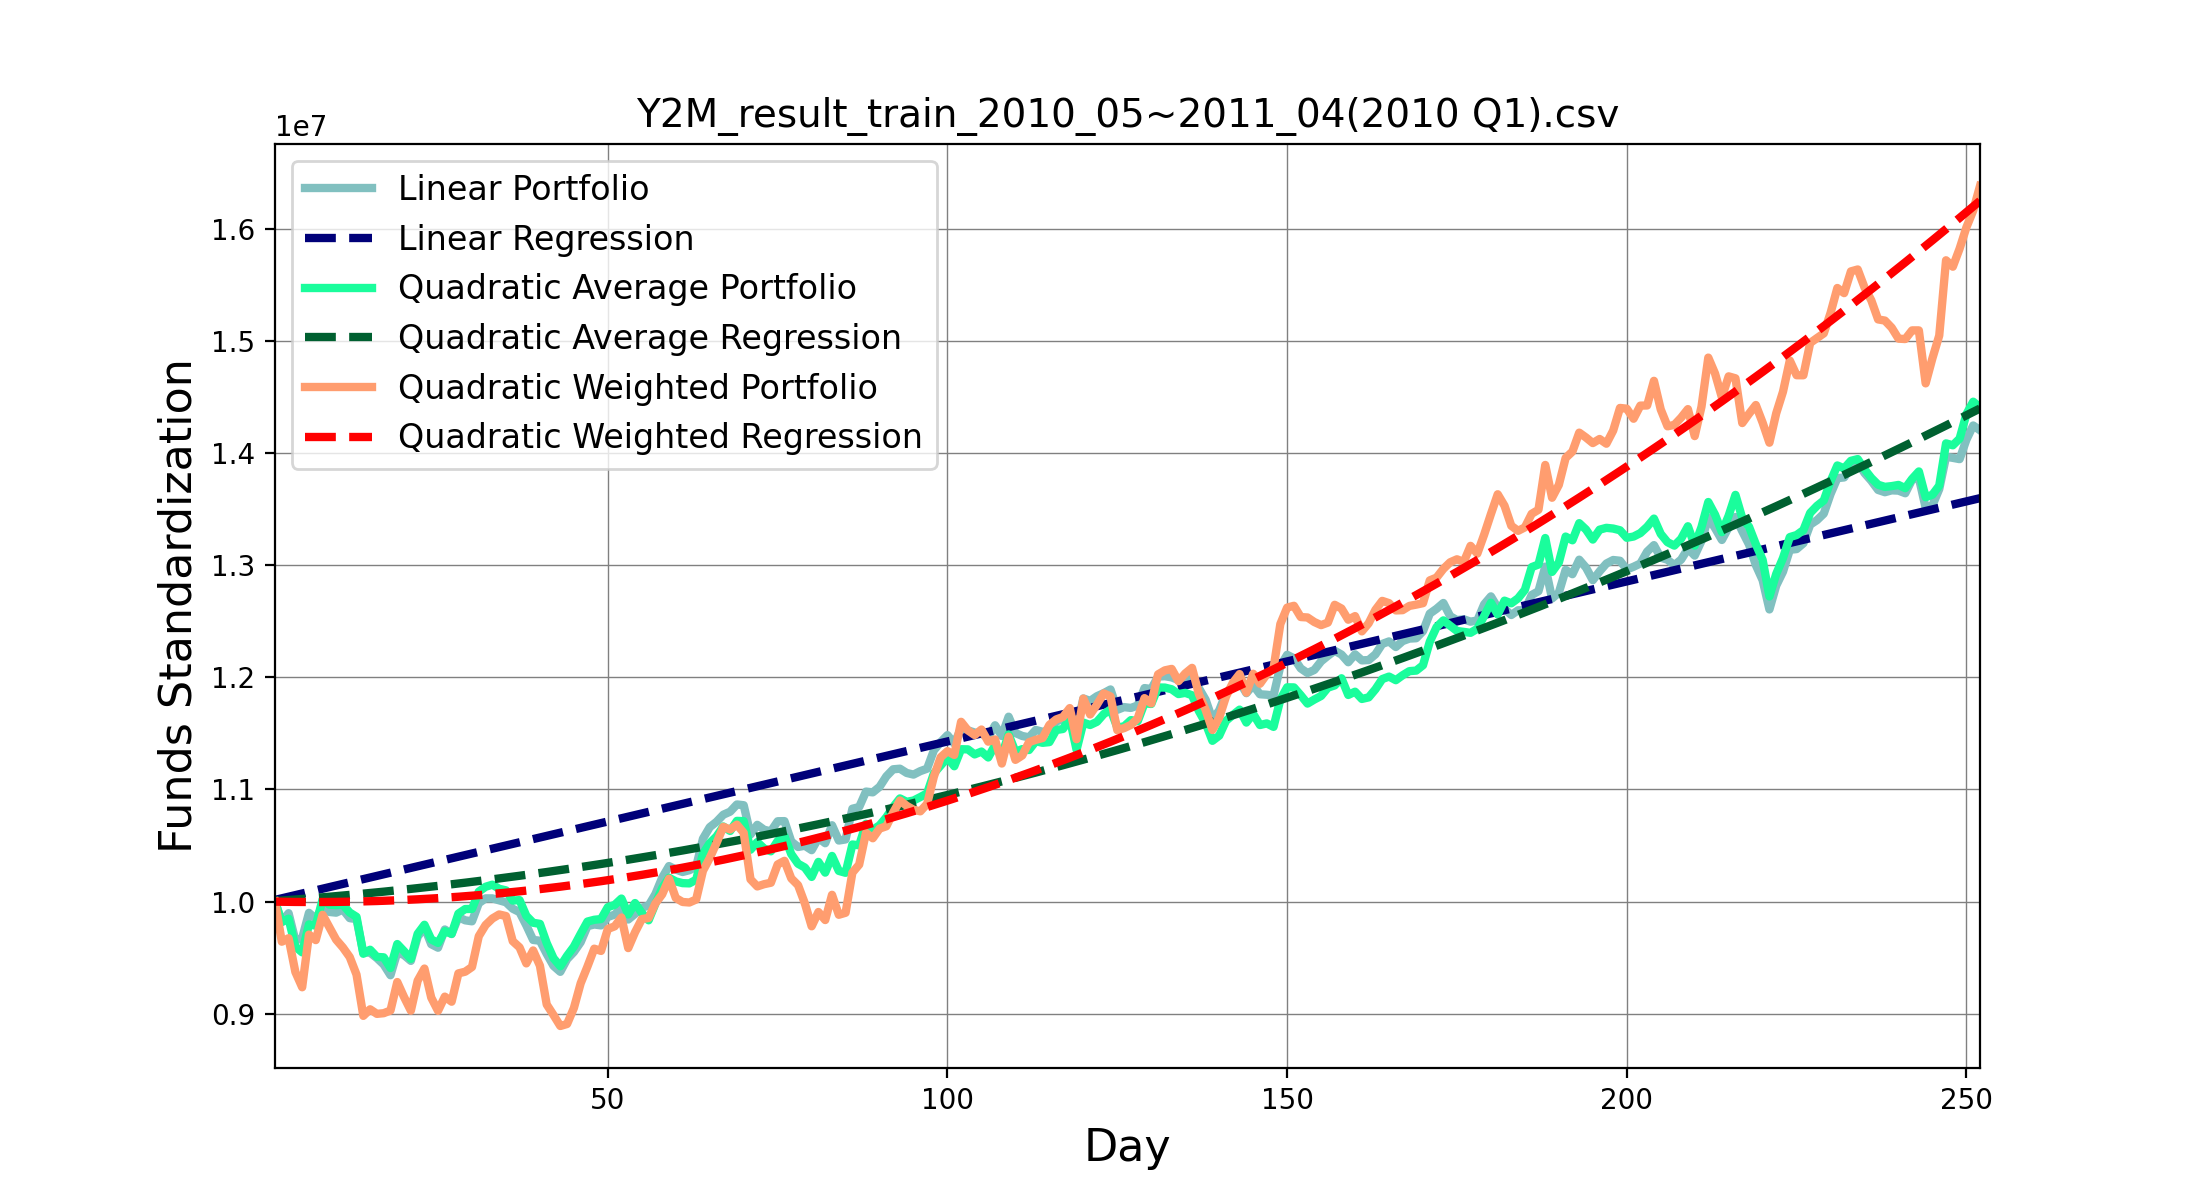 Y2M_result_train_2010_05~2011_04(2010 Q1).csv
1e7
Linear Portfolio
Linear Regression
Quadratic Average Portfolio
Quadratic Average Regression
Quadratic Weighted Portfolio
Quadratic Weighted Regression
Funds Standardization
1.6
1.5
1.4
1.3
1.2
1.1
1.0
0.9
50 100 150 200 250
Day